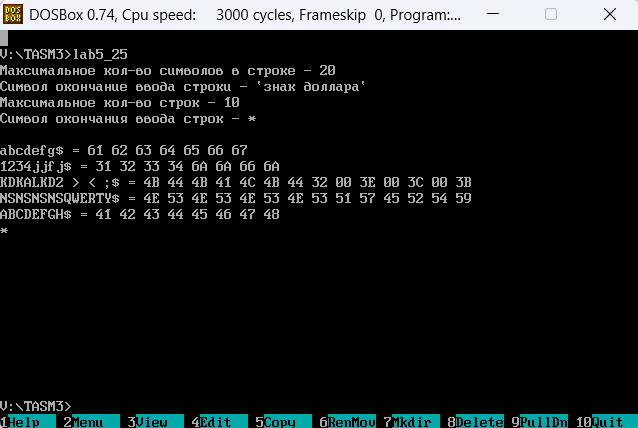 DOS BOX DOSBox 0.74, Cpu speed: 3000 cycles, Frameskip 0, Program:...
V:\TASM3>lab5_25
Максимальное кол-во символов в строке - 20
Символ окончание ввода строки - 'знак доллара'
Максимальное кол-во строк - 10
Символ окончания ввода строк - *
abcdefg$ = 61 62 63 64 65 66 67
1234jjfj$ = 31 32 33 34 6A 6A 66 6A
KDKALKD2 > < ;$ = 4B 44 4B 41 4C 4B 44 32 00 3E 00 3C 00 3B
NSNSNSNSQWERTY$ = 4E 53 4E 53 4E 53 4E 53 51 57 45 52 54 59
ABCDEFGH$ = 41 42 43 44 45 46 47 48
*
V:\TASM3>
1Help 2Menu 3View 4Edit 5Copy 6RenMov 7Mkdir 8Delete 9PullDn 10Quit